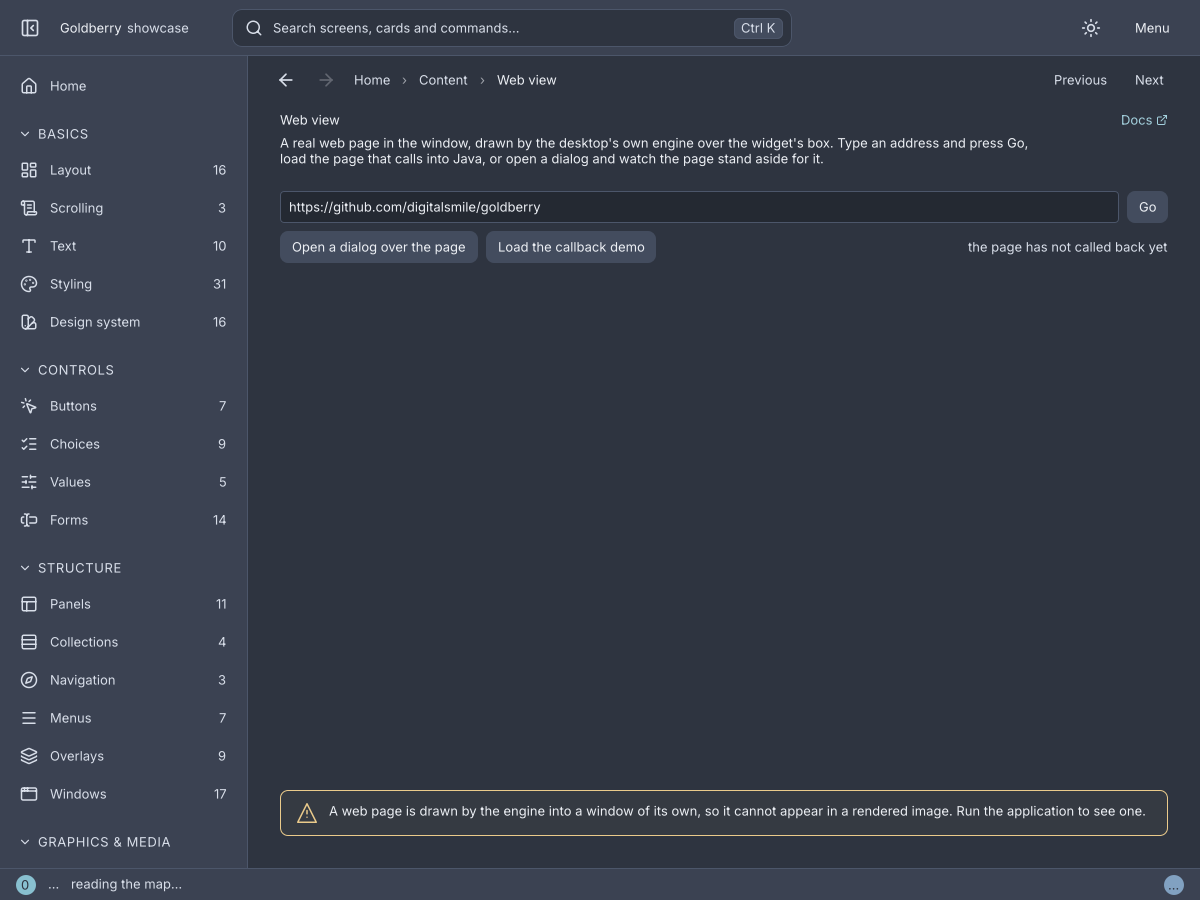 Goldberry showcase
Search screens, cards and commands...
Ctrl K
Menu
Home
BASICS
Layout 16
Scrolling 3
Text 10
Styling 31
Design system 16
CONTROLS
Buttons 7
Choices 9
Values 5
Forms 14
STRUCTURE
Panels 11
Collections 4
Navigation 3
Menus 7
Overlays 9
Windows 17
GRAPHICS & MEDIA
Home › Content › Web view
Previous
Next
Web view
Docs
A real web page in the window, drawn by the desktop's own engine over the widget's box. Type an address and press Go,
load the page that calls into Java, or open a dialog and watch the page stand aside for it.
https://github.com/digitalsmile/goldberry
Go
Open a dialog over the page
Load the callback demo
the page has not called back yet
A web page is drawn by the engine into a window of its own, so it cannot appear in a rendered image. Run the application to see one.
0 ... reading the map...
...